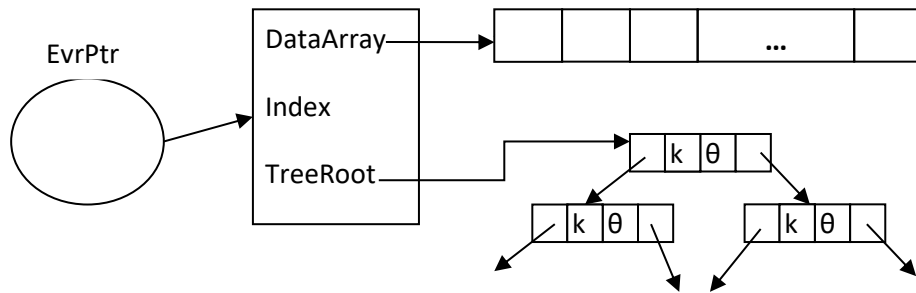 EvrPtr
DataArray
Index
TreeRoot
...
k θ
k θ
k θ